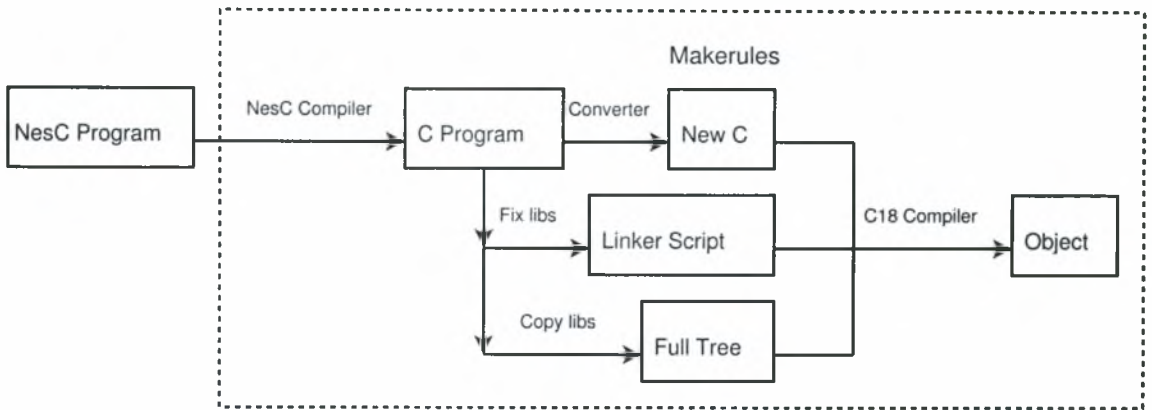 Makerules
NesC Program
NesC Compiler
C Program
Converter
New C
Fix libs
Linker Script
C18 Compiler
Object
Copy libs
Full Tree